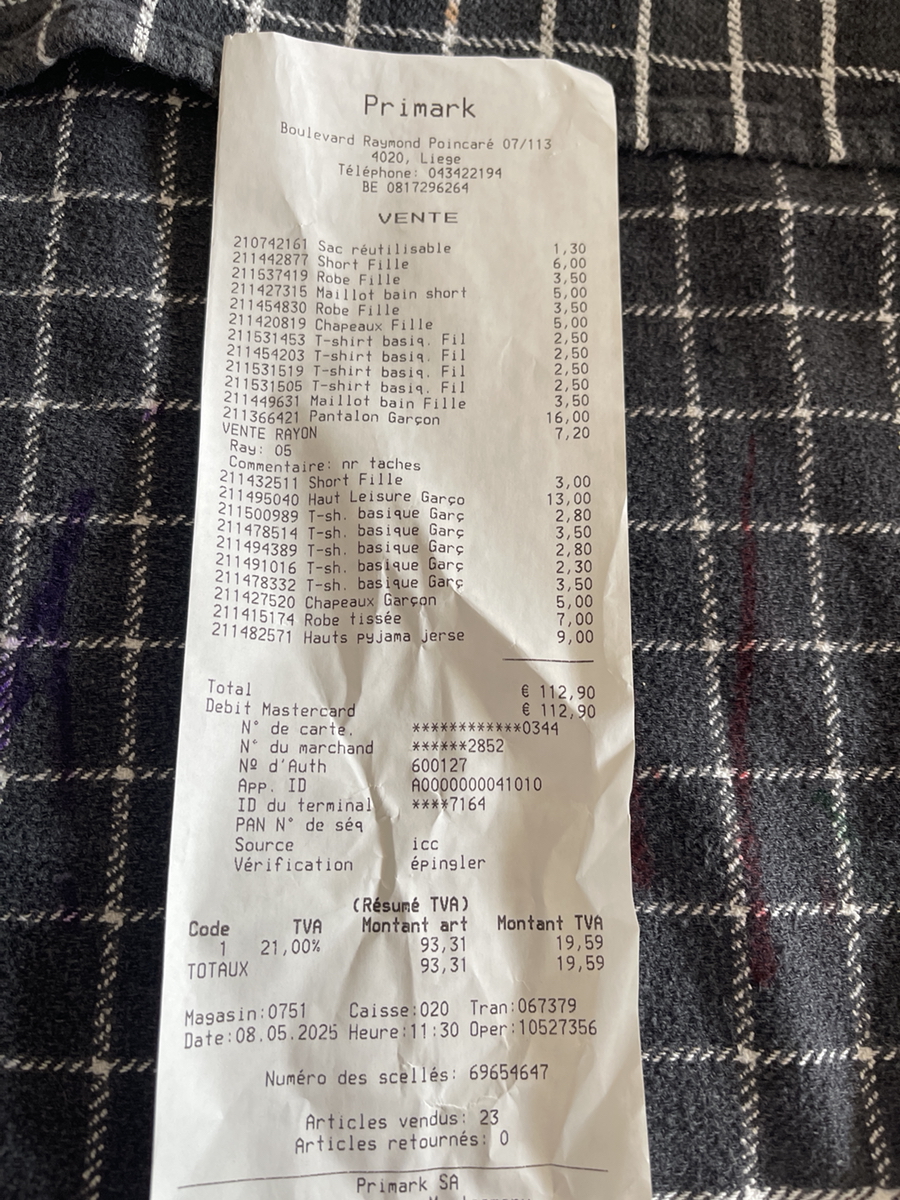 Primark
Boulevard Raymond Poincaré 07/113
4020, Liege
Téléphone: 043422194
BE 0817296264
VENTE
210742161 Sac réutilisable 1,30
211442877 Short Fille 6,00
211537419 Robe Fille 3,50
211427315 Maillot bain short 5,00
211454830 Robe Fille 3,50
211420819 Chapeaux Fille 5,00
211531453 T-shirt basiq. Fil 2,50
211454203 T-shirt basiq. Fil 2,50
211531519 T-shirt basiq. Fil 2,50
211531505 T-shirt basiq. Fil 2,50
211449631 Maillot bain Fille 3,50
211366421 Pantalon Garçon 16,00
VENTE RAYON 7,20
Ray: 05
Commentaire: nr taches
211432511 Short Fille 3,00
211495040 Haut Leisure Garço 13,00
211500989 T-sh. basique Garç 2,80
211478514 T-sh. basique Garç 3,50
211494389 T-sh. basique Garç 2,80
211491016 T-sh. basique Garç 2,30
211478332 T-sh. basique Garç 3,50
211427520 Chapeaux Garçon 5,00
211415174 Robe tissée 7,00
211482571 Hauts pyjama jerse 9,00
Total € 112,90
Debit Mastercard € 112,90
N° de carte. ************0344
N° du marchand ******2852
Nº d'Auth 600127
App. ID A0000000041010
ID du terminal ****7164
PAN N° de séq
Source icc
Vérification épingler
(Résumé TVA)
Code TVA Montant art Montant TVA
1 21,00% 93,31 19,59
TOTAUX 93,31 19,59
Magasin:0751 Caisse:020 Tran:067379
Date:08.05.2025 Heure:11:30 Oper:10527356
Numéro des scellés: 69654647
Articles vendus: 23
Articles retournés: 0
Primark SA